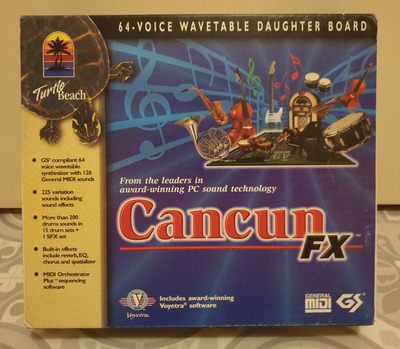 64-VOICE WAVETABLE DAUGHTER BOARD
Turtle
Beach
• GS® compliant 64
voice wavetable
synthesizer with 128
General MIDI sounds
• 225 variation
sounds including
sound effects
• More than 200
drums sounds in
15 drum sets +
1 SFX set
• Built-in effects
include reverb, EQ,
chorus and spatializer
• MIDI Orchestrator
Plus™ sequencing
software
From the leaders in
award-winning PC sound technology
Cancun
FX™
V
Voyetra
Includes award-winning
Voyetra® software
GENERAL
MIDI
GS